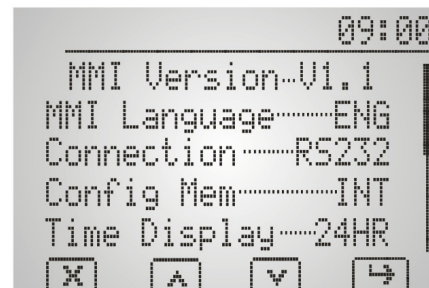 09:00
MMI Version…V1.1
MMI Language……ENG
Connection……RS232
Config Mem…………INT
Time Display……24HR
X